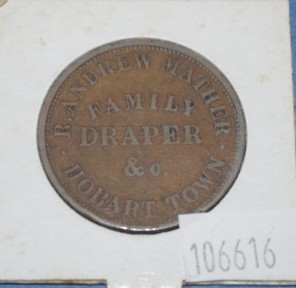 R. ANDREW MATHER
FAMILY
DRAPER
&c.
HOBART TOWN
106616